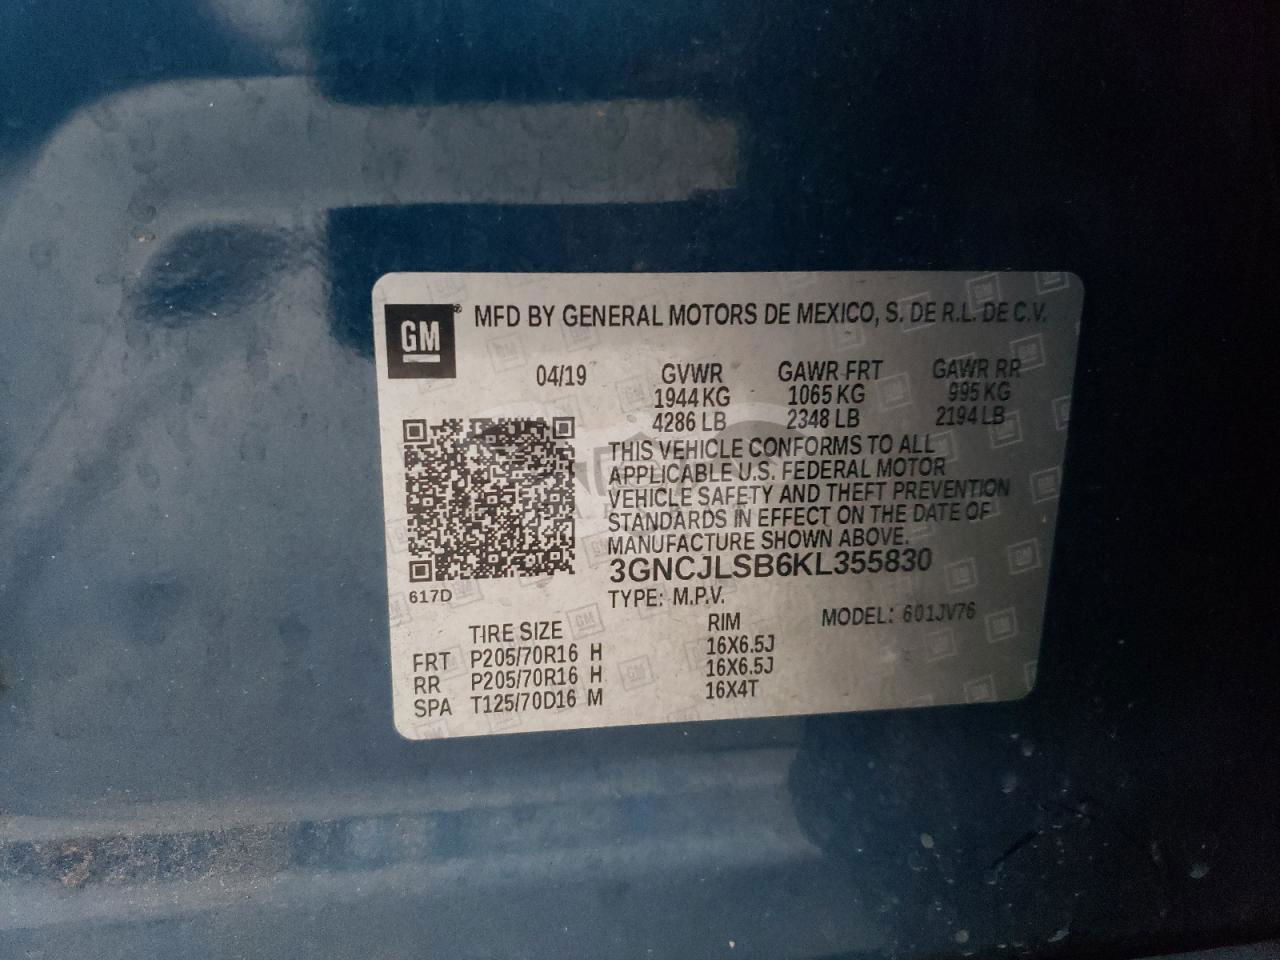 GM ® MFD BY GENERAL MOTORS DE MEXICO, S. DE R.L. DE C.V.
04/19 GVWR GAWR FRT GAWR RR
1944 KG 1065 KG 995 KG
4286 LB 2348 LB 2194 LB
THIS VEHICLE CONFORMS TO ALL
APPLICABLE U.S. FEDERAL MOTOR
VEHICLE SAFETY AND THEFT PREVENTION
STANDARDS IN EFFECT ON THE DATE OF
MANUFACTURE SHOWN ABOVE.
3GNCJLSB6KL355830
617D
TYPE: M.P.V.
MODEL: 601JV76
TIRE SIZE RIM
FRT P205/70R16 H 16X6.5J
RR P205/70R16 H 16X6.5J
SPA T125/70D16 M 16X4T